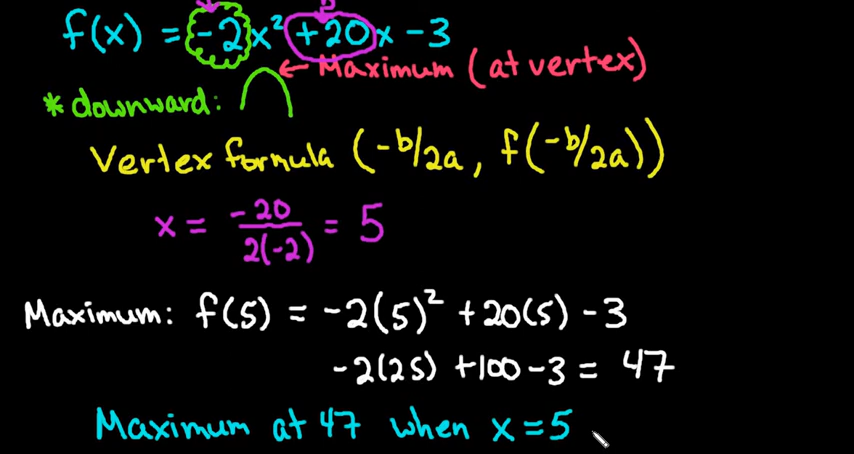 f(x) = -2x² +20x -3
← Maximum (at vertex)
* downward:
Vertex formula (-b/2a, f(-b/2a))
x = -20/2(-2) = 5
Maximum: f(5) = -2(5)² +20(5) -3
-2(25) +100 -3 = 47
Maximum at 47 when x = 5